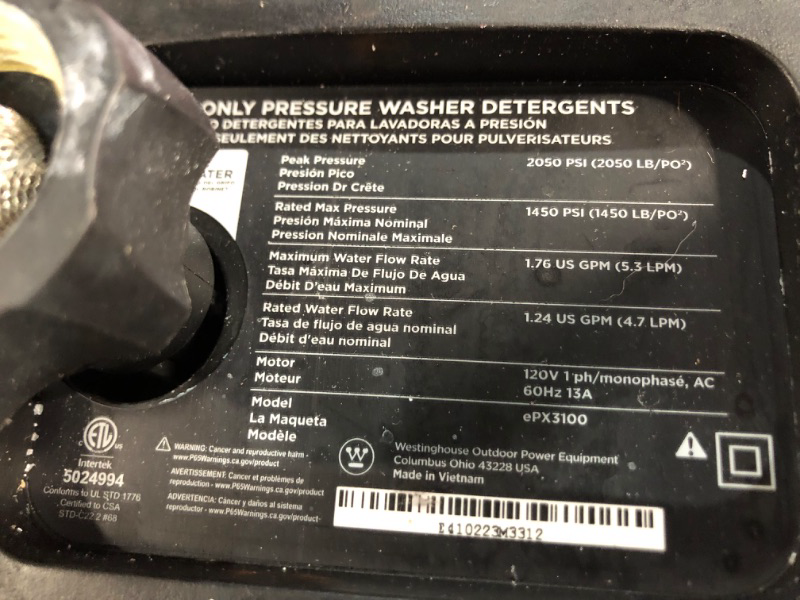 ONLY PRESSURE WASHER DETERGENTS
DETERGENTES PARA LAVADORAS A PRESIÓN
SEULEMENT DES NETTOYANTS POUR PULVERISATEURS
Peak Pressure
Presión Pico
Pression Dr Crête
2050 PSI (2050 LB/PO²)
Rated Max Pressure
Presión Máxima Nominal
Pression Nominale Maximale
1450 PSI (1450 LB/PO²)
Maximum Water Flow Rate
Tasa Máxima De Flujo De Agua
Débit D'eau Maximum
1.76 US GPM (5.3 LPM)
Rated Water Flow Rate
Tasa de flujo de agua nominal
Débit d'eau nominal
1.24 US GPM (4.7 LPM)
Motor
Moteur
120V 1 ph/monophasé, AC
60Hz 13A
Model
La Maqueta
Modèle
ePX3100
C ETL US
Intertek
5024994
Conforms to UL STD 1776
Certified to CSA
STD-C22.2 #68
WARNING: Cancer and reproductive harm -
www.P65Warnings.ca.gov/product
AVERTISSEMENT: Cancer et problèmes de
reproduction - www.P65Warnings.ca.gov/product
ADVERTENCIA: Cáncer y daños al sistema
reproductor - www.P65Warnings.ca.gov/product-
W
Westinghouse Outdoor Power Equipment
Columbus Ohio 43228 USA
Made in Vietnam
E410223M3312